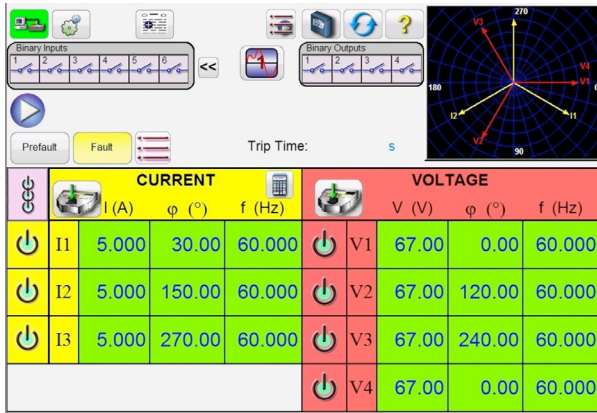 270
V3
V4
V1
180
0
I2
I1
V2
90
Binary Inputs
1 2 3 4 5 6
<<
Binary Outputs
1 2 3 4
?
Prefault Fault Trip Time: s
CURRENT VOLTAGE
I (A) φ (°) f (Hz) V (V) φ (°) f (Hz)
I1 5.000 30.00 60.000 V1 67.00 0.00 60.000
I2 5.000 150.00 60.000 V2 67.00 120.00 60.000
I3 5.000 270.00 60.000 V3 67.00 240.00 60.000
V4 67.00 0.00 60.000